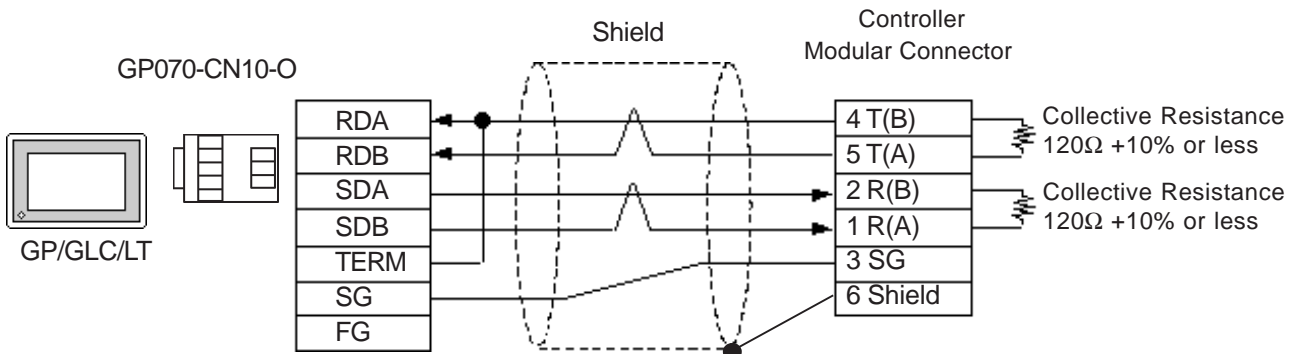 Shield
Controller
Modular Connector
GP070-CN10-O
GP/GLC/LT
RDA
RDB
SDA
SDB
TERM
SG
FG
4 T(B)
5 T(A)
2 R(B)
1 R(A)
3 SG
6 Shield
Collective Resistance
120Ω +10% or less
Collective Resistance
120Ω +10% or less